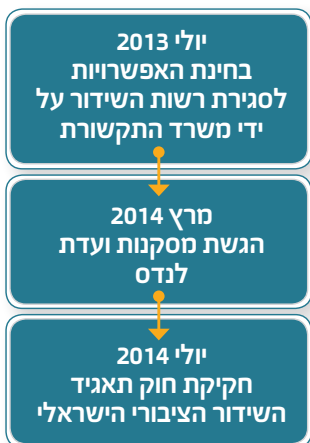 יולי 2013
בחינת האפשרויות
לסגירת רשות השידור על
ידי משרד התקשורת
מרץ 2014
הגשת מסקנות ועדת
לנדס
יולי 2014
חקיקת חוק תאגיד
השידור הציבורי הישראלי